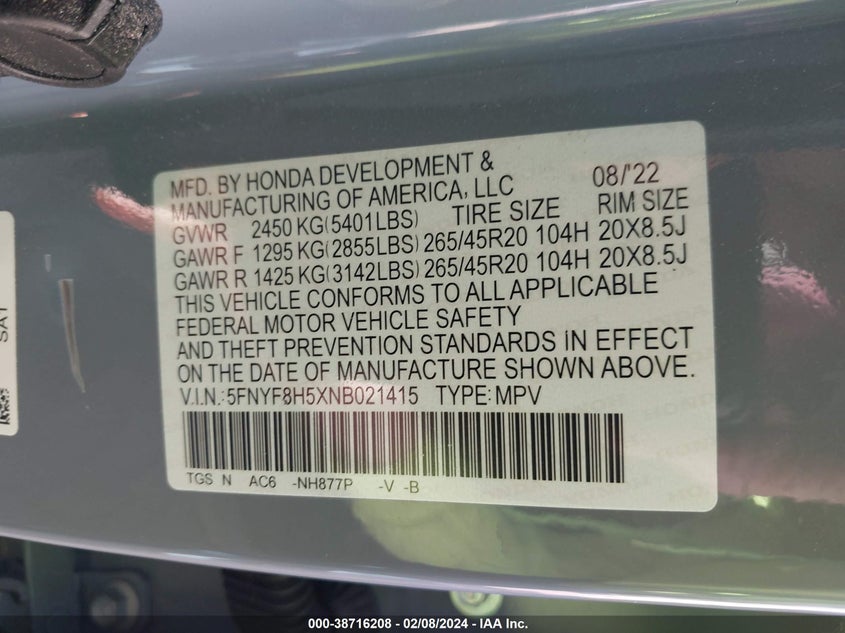 MFD. BY HONDA DEVELOPMENT &
MANUFACTURING OF AMERICA, LLC 08/'22
GVWR 2450 KG(5401LBS) TIRE SIZE RIM SIZE
GAWR F 1295 KG(2855LBS) 265/45R20 104H 20X8.5J
GAWR R 1425 KG(3142LBS) 265/45R20 104H 20X8.5J
THIS VEHICLE CONFORMS TO ALL APPLICABLE
FEDERAL MOTOR VEHICLE SAFETY
AND THEFT PREVENTION STANDARDS IN EFFECT
ON THE DATE OF MANUFACTURE SHOWN ABOVE.
V.I.N.:5FNYF8H5XNB021415 TYPE:MPV
TGS N AC6 -NH877P -V -B
SAT
000-38716208 - 02/08/2024 - IAA Inc.